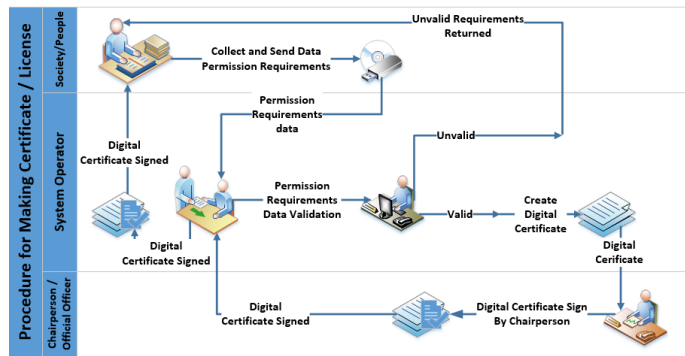 Procedure for Making Certificate / License
Society/People
Unvalid Requirements
Returned
Collect and Send Data
Permission Requirements
System Operator
Permission
Requirements
data
Unvalid
Digital
Certificate Signed
Permission
Requirements
Data Validation
Valid
Create
Digital
Certificate
Digital
Certificate Signed
Digital
Cerificate
Chairperson /
Official Officer
Digital
Certificate Signed
Digital Certificate Sign
By Chairperson